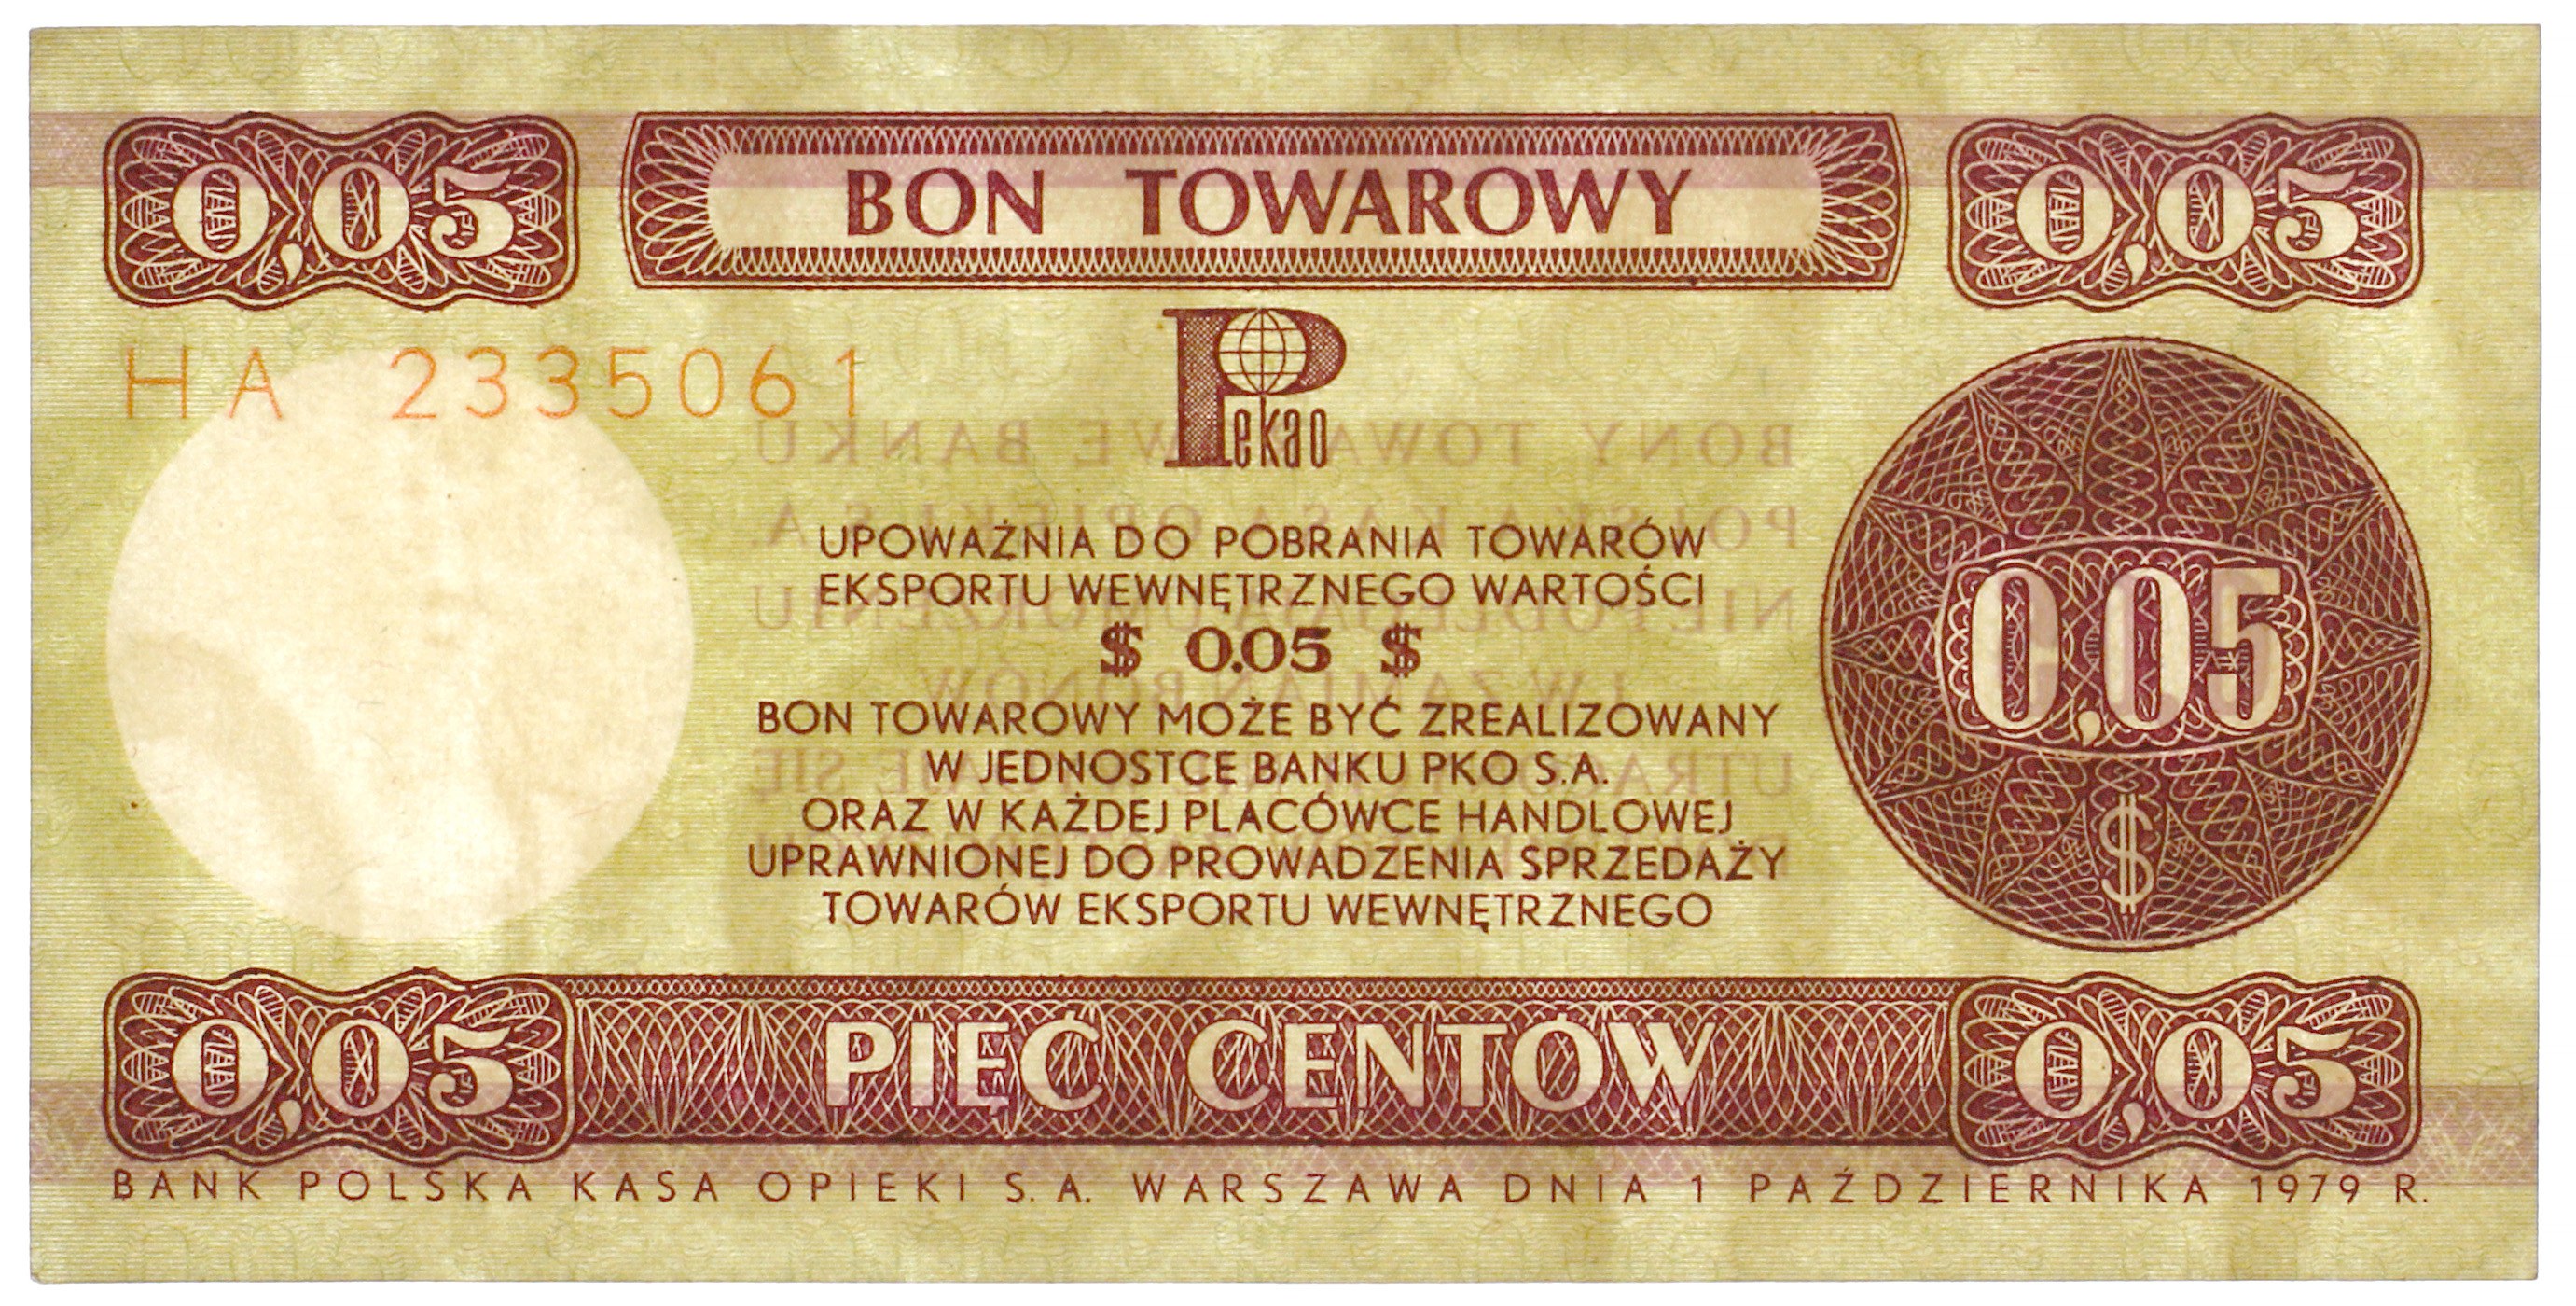 0,05 BON TOWAROWY 0,05
HA 2335061
Pekao
UPOWAŻNIA DO POBRANIA TOWARÓW
EKSPORTU WEWNĘTRZNEGO WARTOŚCI
$ 0.05 $
BON TOWAROWY MOŻE BYĆ ZREALIZOWANY
W JEDNOSTCE BANKU PKO S.A.
ORAZ W KAŻDEJ PLACÓWCE HANDLOWEJ
UPRAWNIONEJ DO PROWADZENIA SPRZEDAŻY
TOWARÓW EKSPORTU WEWNĘTRZNEGO
0,05
$
0,05 PIĘĆ CENTÓW 0,05
BANK POLSKA KASA OPIEKI S.A. WARSZAWA DNIA 1 PAŹDZIERNIKA 1979 R.